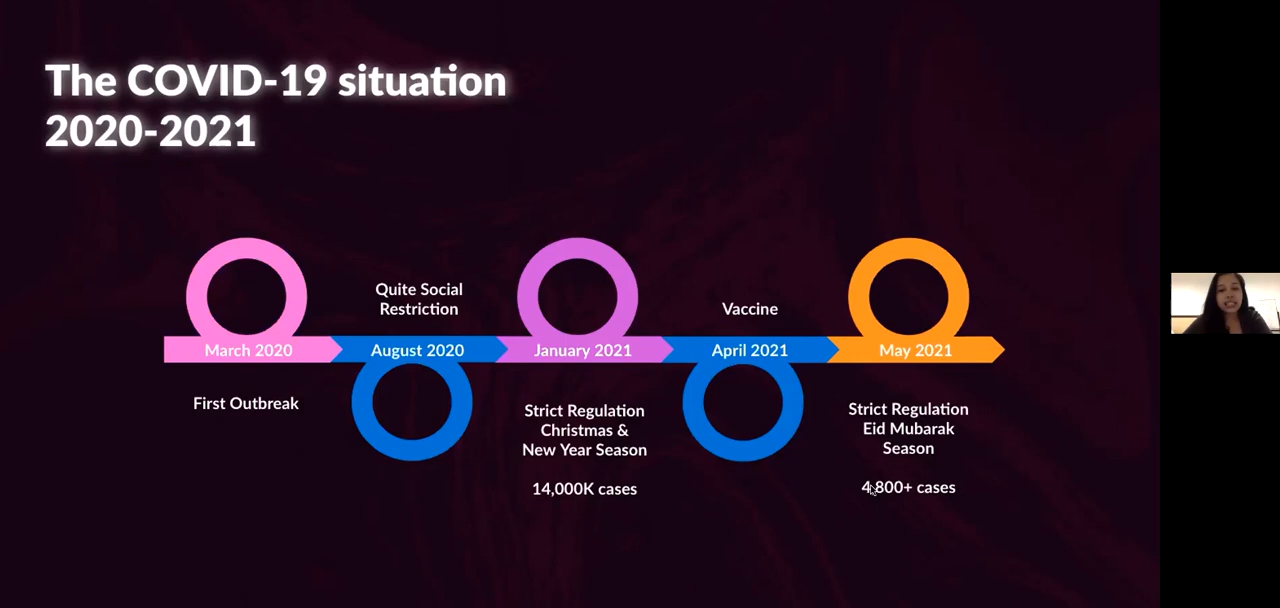 The COVID-19 situation
2020-2021
Quite Social
Restriction
Vaccine
March 2020
August 2020
January 2021
April 2021
May 2021
First Outbreak
Strict Regulation
Christmas &
New Year Season
14,000K cases
Strict Regulation
Eid Mubarak
Season
4,800+ cases